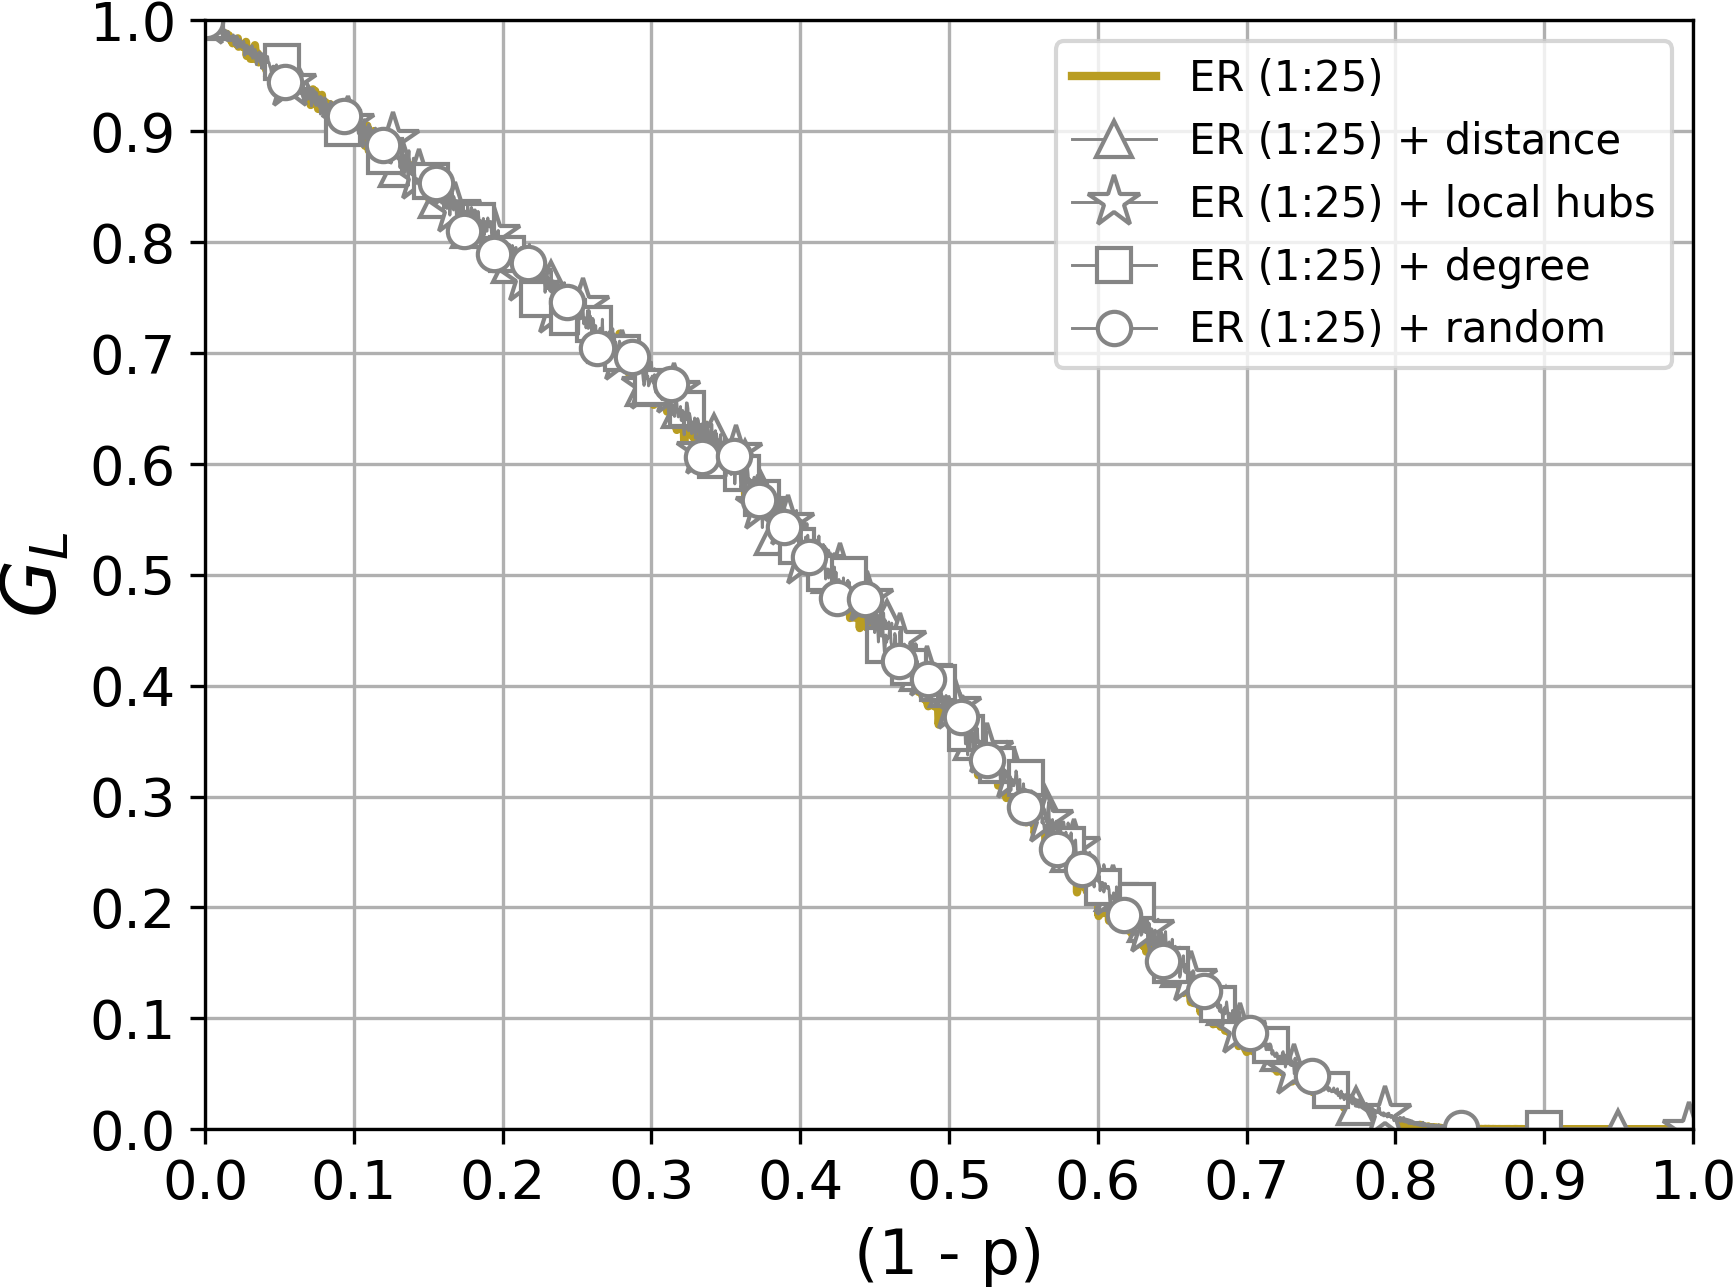 1.0
0.9
0.8
0.7
0.6
0.5
0.4
0.3
0.2
0.1
0.0
G_L
ER (1:25)
ER (1:25) + distance
ER (1:25) + local hubs
ER (1:25) + degree
ER (1:25) + random
0.0 0.1 0.2 0.3 0.4 0.5 0.6 0.7 0.8 0.9 1.0
(1 - p)